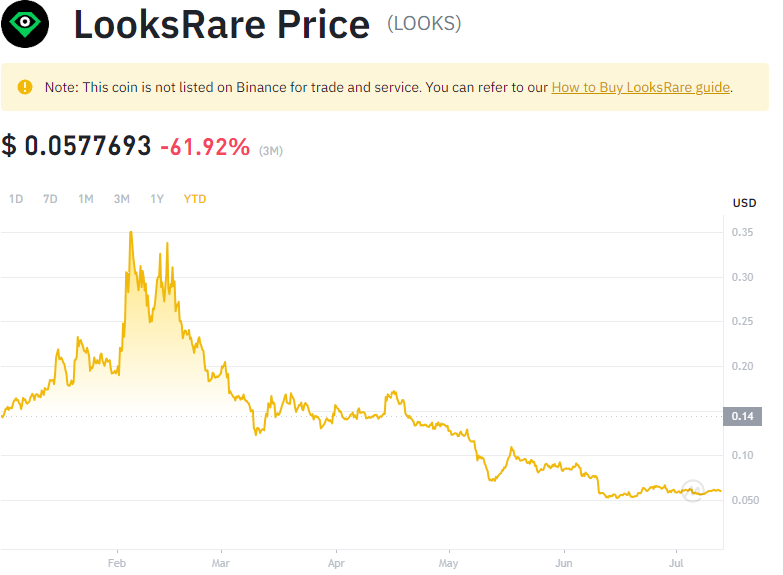 LooksRare Price (LOOKS)
Note: This coin is not listed on Binance for trade and service. You can refer to our How to Buy LooksRare guide.
$ 0.0577693 -61.92% (3M)
1D 7D 1M 3M 1Y YTD
USD
0.35
0.30
0.25
0.20
0.14
0.10
0.050
Feb Mar Apr May Jun Jul